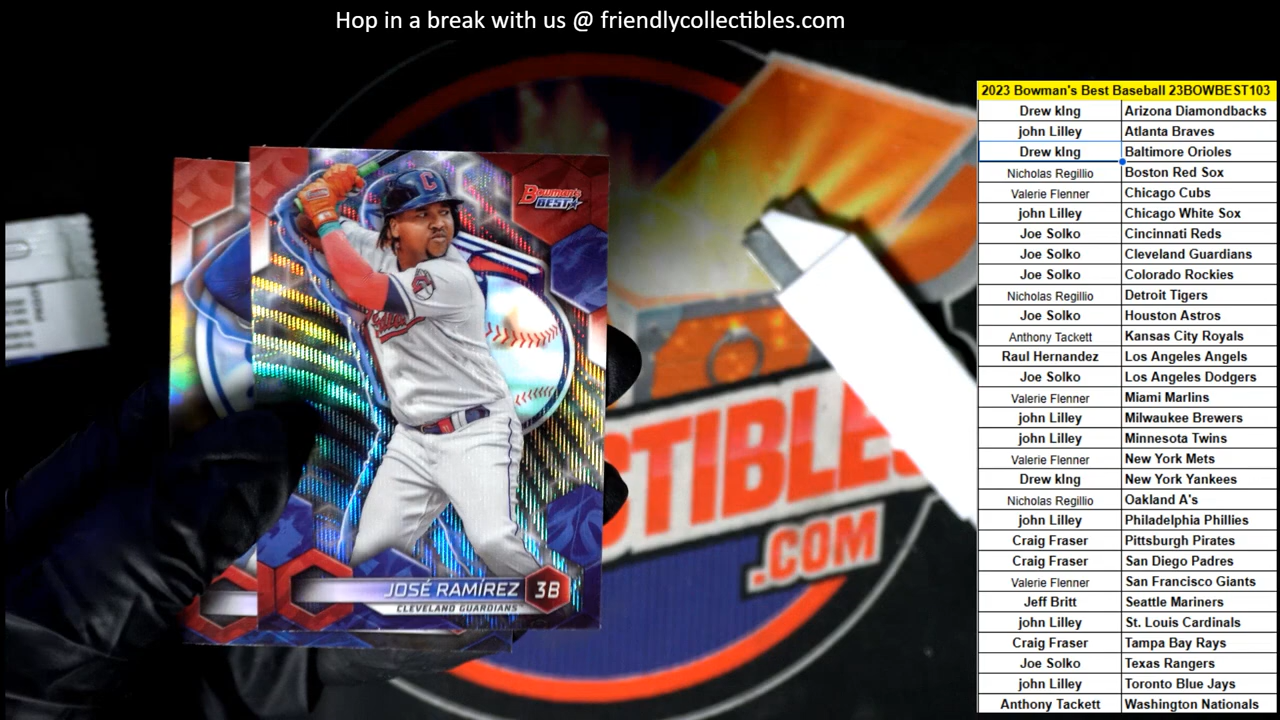 Hop in a break with us @ friendlycollectibles.com
2023 Bowman's Best Baseball 23BOWBEST103
Drew kIng Arizona Diamondbacks
john Lilley Atlanta Braves
Drew kIng Baltimore Orioles
Nicholas Regillio Boston Red Sox
Valerie Flenner Chicago Cubs
john Lilley Chicago White Sox
Joe Solko Cincinnati Reds
Joe Solko Cleveland Guardians
Joe Solko Colorado Rockies
Nicholas Regillio Detroit Tigers
Joe Solko Houston Astros
Anthony Tackett Kansas City Royals
Raul Hernandez Los Angeles Angels
Joe Solko Los Angeles Dodgers
Valerie Flenner Miami Marlins
john Lilley Milwaukee Brewers
john Lilley Minnesota Twins
Valerie Flenner New York Mets
Drew kIng New York Yankees
Nicholas Regillio Oakland A's
john Lilley Philadelphia Phillies
Craig Fraser Pittsburgh Pirates
Craig Fraser San Diego Padres
Valerie Flenner San Francisco Giants
Jeff Britt Seattle Mariners
john Lilley St. Louis Cardinals
Craig Fraser Tampa Bay Rays
Joe Solko Texas Rangers
john Lilley Toronto Blue Jays
Anthony Tackett Washington Nationals
Bowman's
BEST
C
JOSÉ RAMÍREZ 3B
CLEVELAND GUARDIANS
CTIBLES
.COM